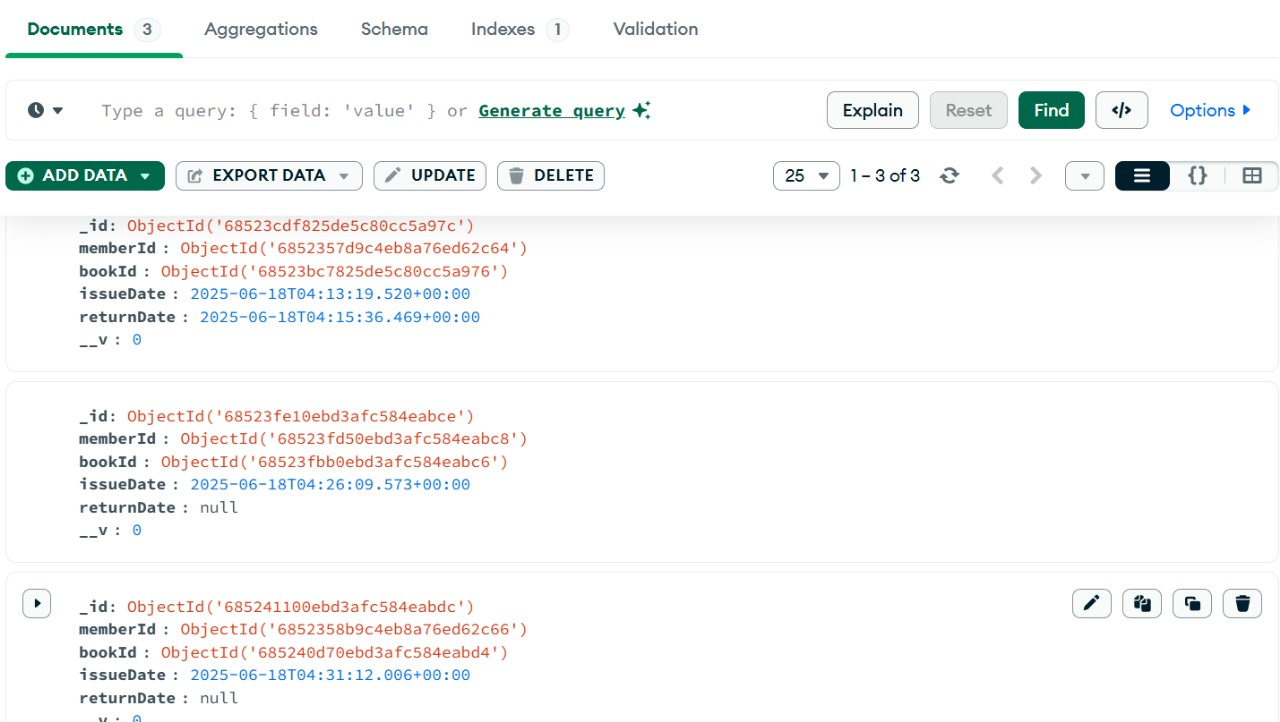 Documents 3 Aggregations Schema Indexes 1 Validation
Type a query: { field: 'value' } or Generate query Explain Reset Find </> Options
ADD DATA EXPORT DATA UPDATE DELETE 25 1 – 3 of 3 {}
_id: ObjectId('68523cdf825de5c80cc5a97c')
memberId : ObjectId('6852357d9c4eb8a76ed62c64')
bookId : ObjectId('68523bc7825de5c80cc5a976')
issueDate : 2025-06-18T04:13:19.520+00:00
returnDate : 2025-06-18T04:15:36.469+00:00
__v : 0
_id: ObjectId('68523fe10ebd3afc584eabce')
memberId : ObjectId('68523fd50ebd3afc584eabc8')
bookId : ObjectId('68523fbb0ebd3afc584eabc6')
issueDate : 2025-06-18T04:26:09.573+00:00
returnDate : null
__v : 0
_id: ObjectId('685241100ebd3afc584eabdc')
memberId : ObjectId('6852358b9c4eb8a76ed62c66')
bookId : ObjectId('685240d70ebd3afc584eabd4')
issueDate : 2025-06-18T04:31:12.006+00:00
returnDate : null
__v : 0